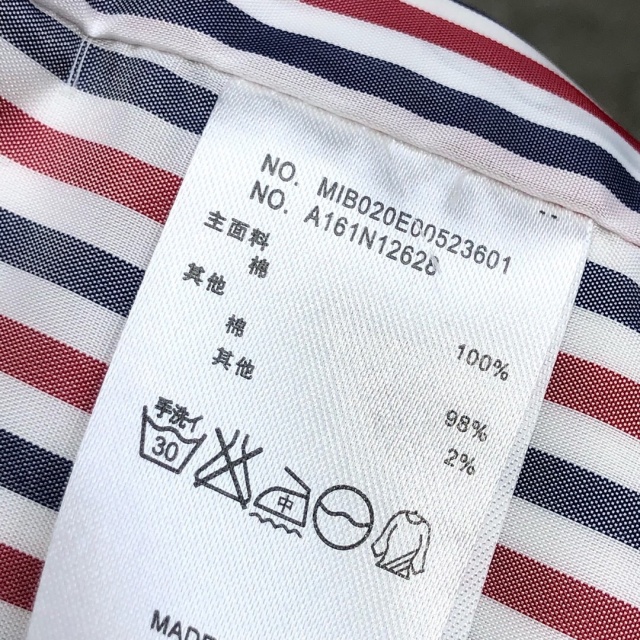 NO. MIB020E00523601
NO. A161N12628
主面料
棉 100%
其他
棉 98%
其他 2%
手洗イ
30
中
MADE